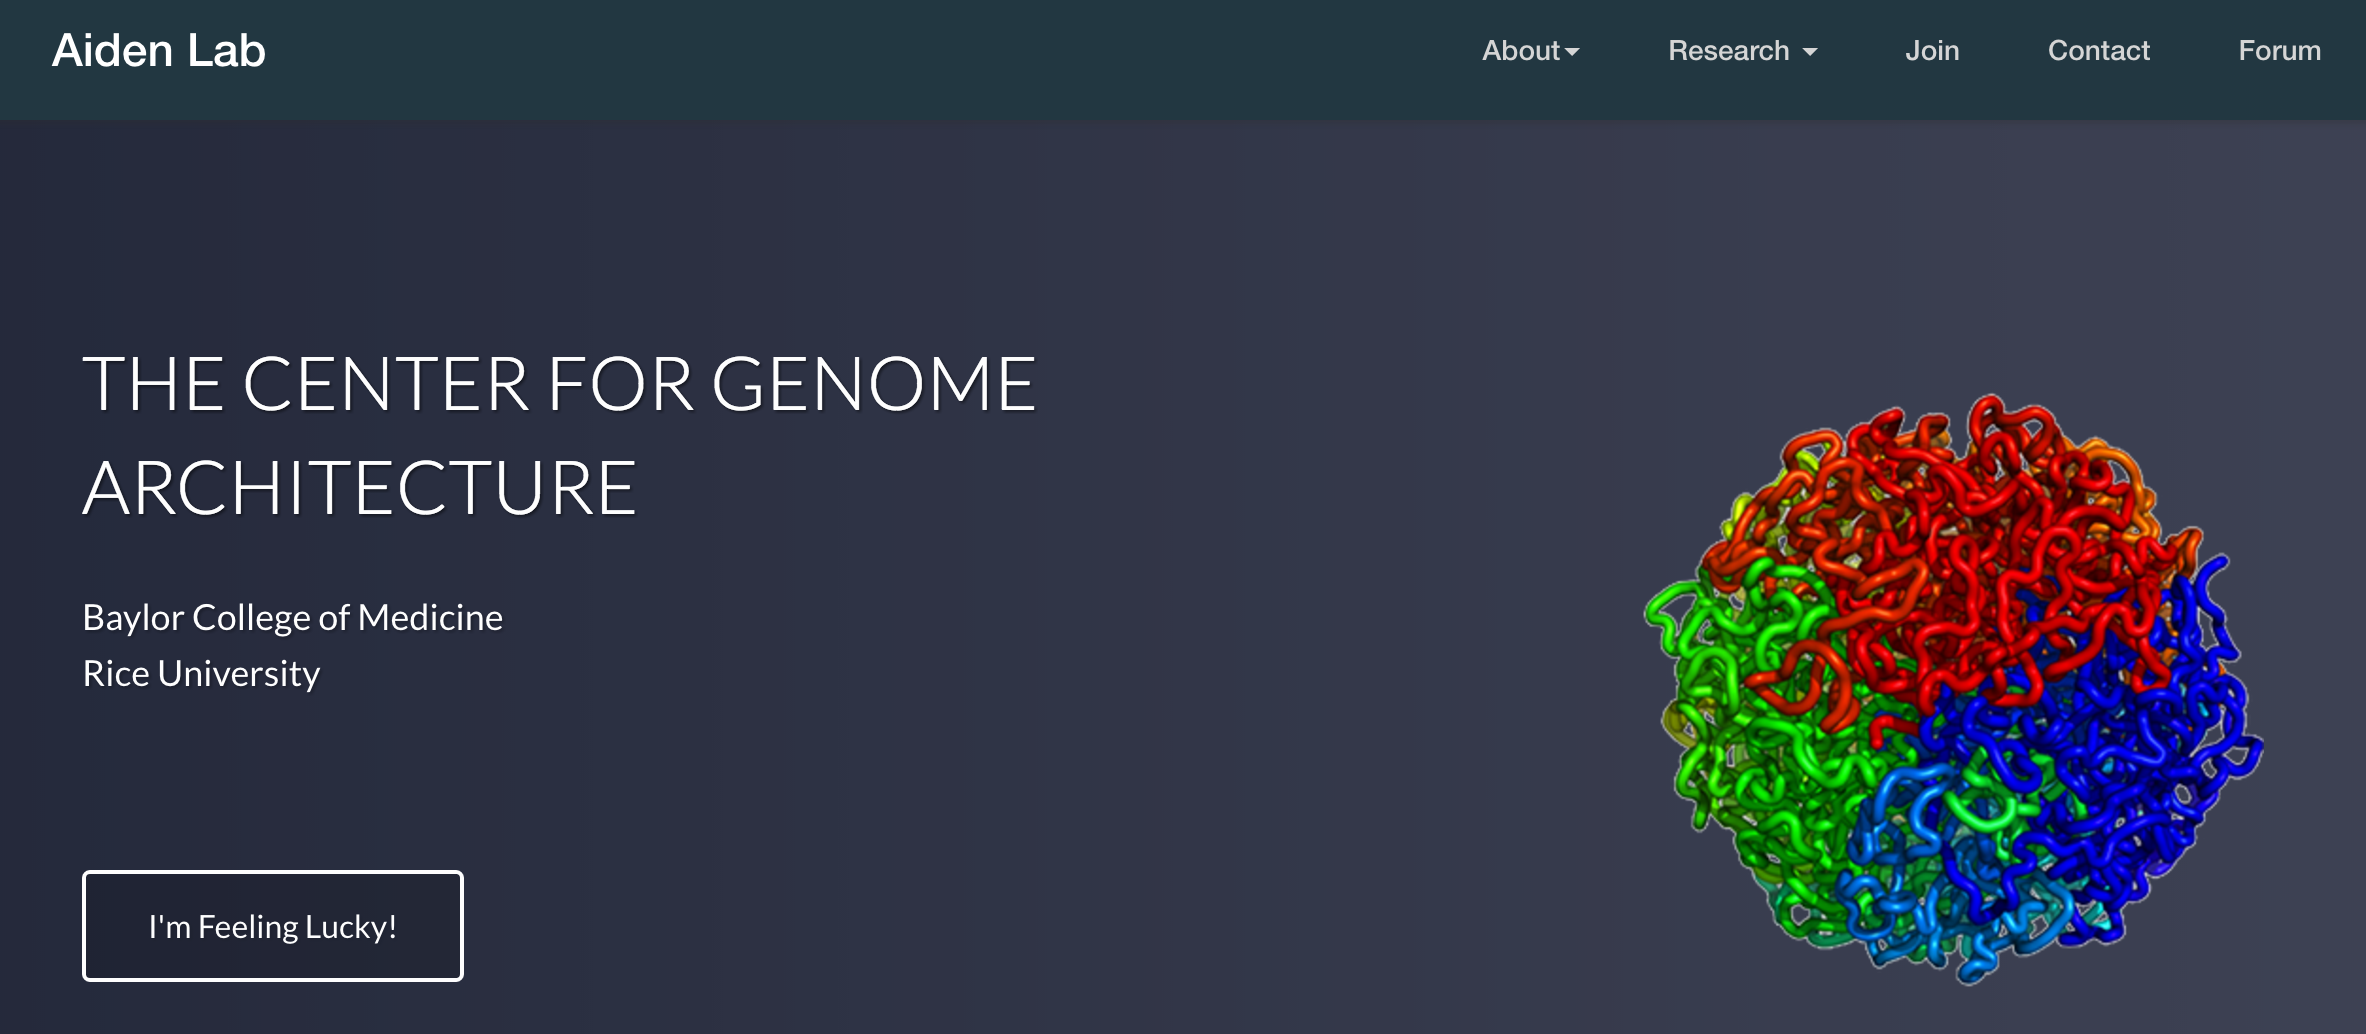 Aiden Lab
About
Research
Join
Contact
Forum
THE CENTER FOR GENOME
ARCHITECTURE
Baylor College of Medicine
Rice University
I'm Feeling Lucky!